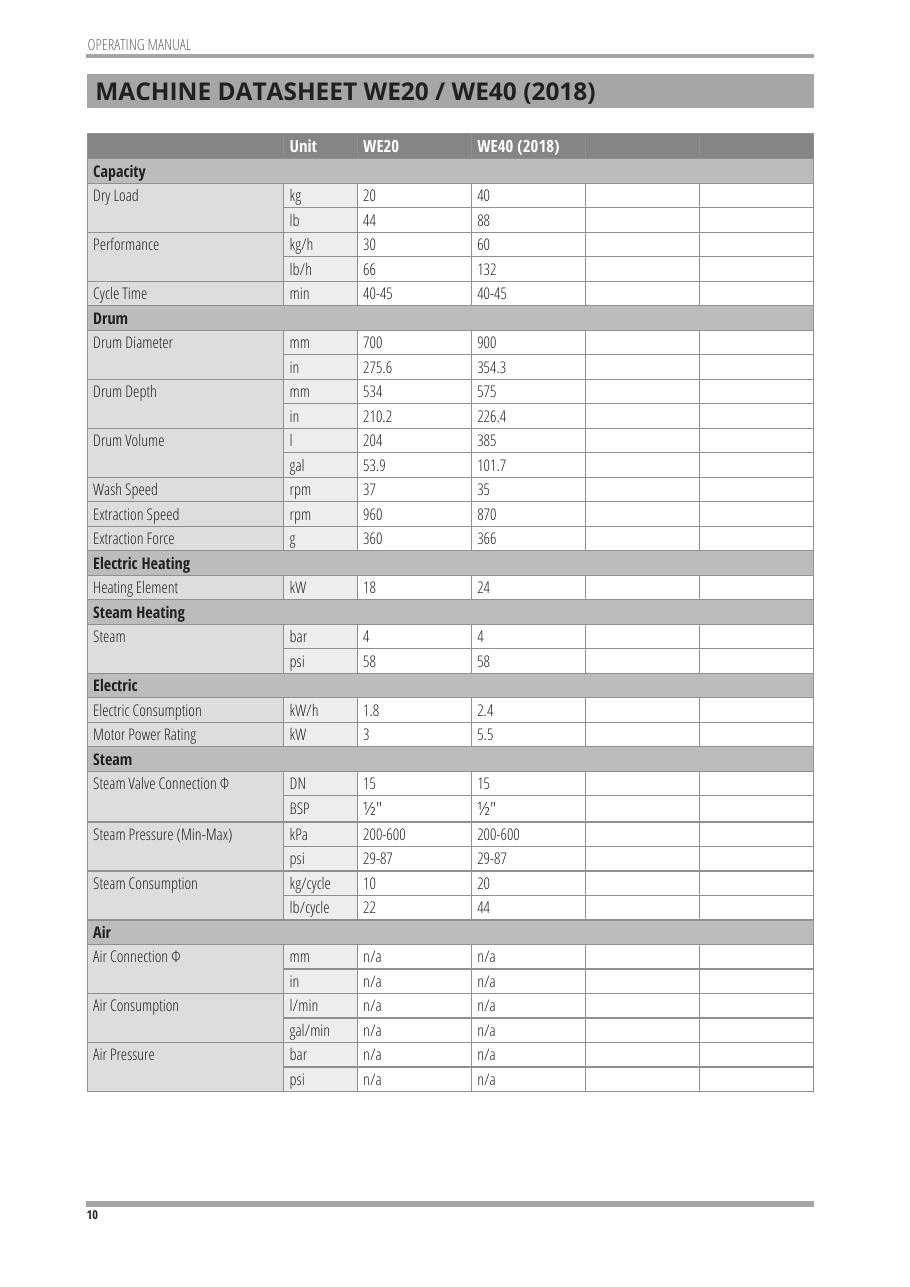 OPERATING MANUAL
MACHINE DATASHEET WE20 / WE40 (2018)
Unit WE20 WE40 (2018)
Capacity
Dry Load kg 20 40
lb 44 88
Performance kg/h 30 60
lb/h 66 132
Cycle Time min 40-45 40-45
Drum
Drum Diameter mm 700 900
in 275.6 354.3
Drum Depth mm 534 575
in 210.2 226.4
Drum Volume l 204 385
gal 53.9 101.7
Wash Speed rpm 37 35
Extraction Speed rpm 960 870
Extraction Force g 360 366
Electric Heating
Heating Element kW 18 24
Steam Heating
Steam bar 4 4
psi 58 58
Electric
Electric Consumption kW/h 1.8 2.4
Motor Power Rating kW 3 5.5
Steam
Steam Valve Connection Φ DN 15 15
BSP ½" ½"
Steam Pressure (Min-Max) kPa 200-600 200-600
psi 29-87 29-87
Steam Consumption kg/cycle 10 20
lb/cycle 22 44
Air
Air Connection Φ mm n/a n/a
in n/a n/a
Air Consumption l/min n/a n/a
gal/min n/a n/a
Air Pressure bar n/a n/a
psi n/a n/a
10